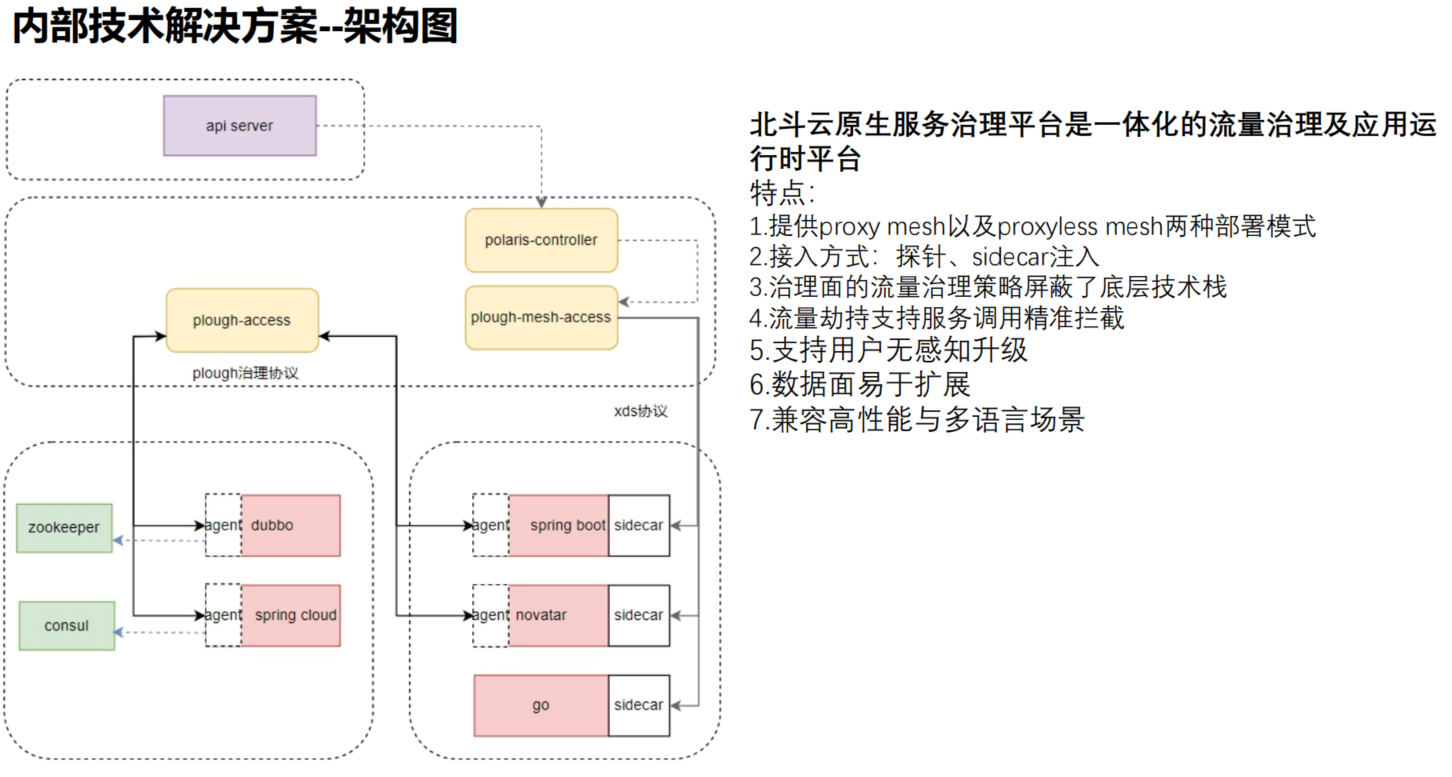 内部技术解决方案--架构图
api server
polaris-controller
plough-access
plough-mesh-access
plough治理协议
xds协议
zookeeper
agent dubbo
consul
agent spring cloud
agent spring boot sidecar
agent novatar sidecar
go sidecar
北斗云原生服务治理平台是一体化的流量治理及应用运
行时平台
特点：
1.提供proxy mesh以及proxyless mesh两种部署模式
2.接入方式：探针、sidecar注入
3.治理面的流量治理策略屏蔽了底层技术栈
4.流量劫持支持服务调用精准拦截
5.支持用户无感知升级
6.数据面易于扩展
7.兼容高性能与多语言场景